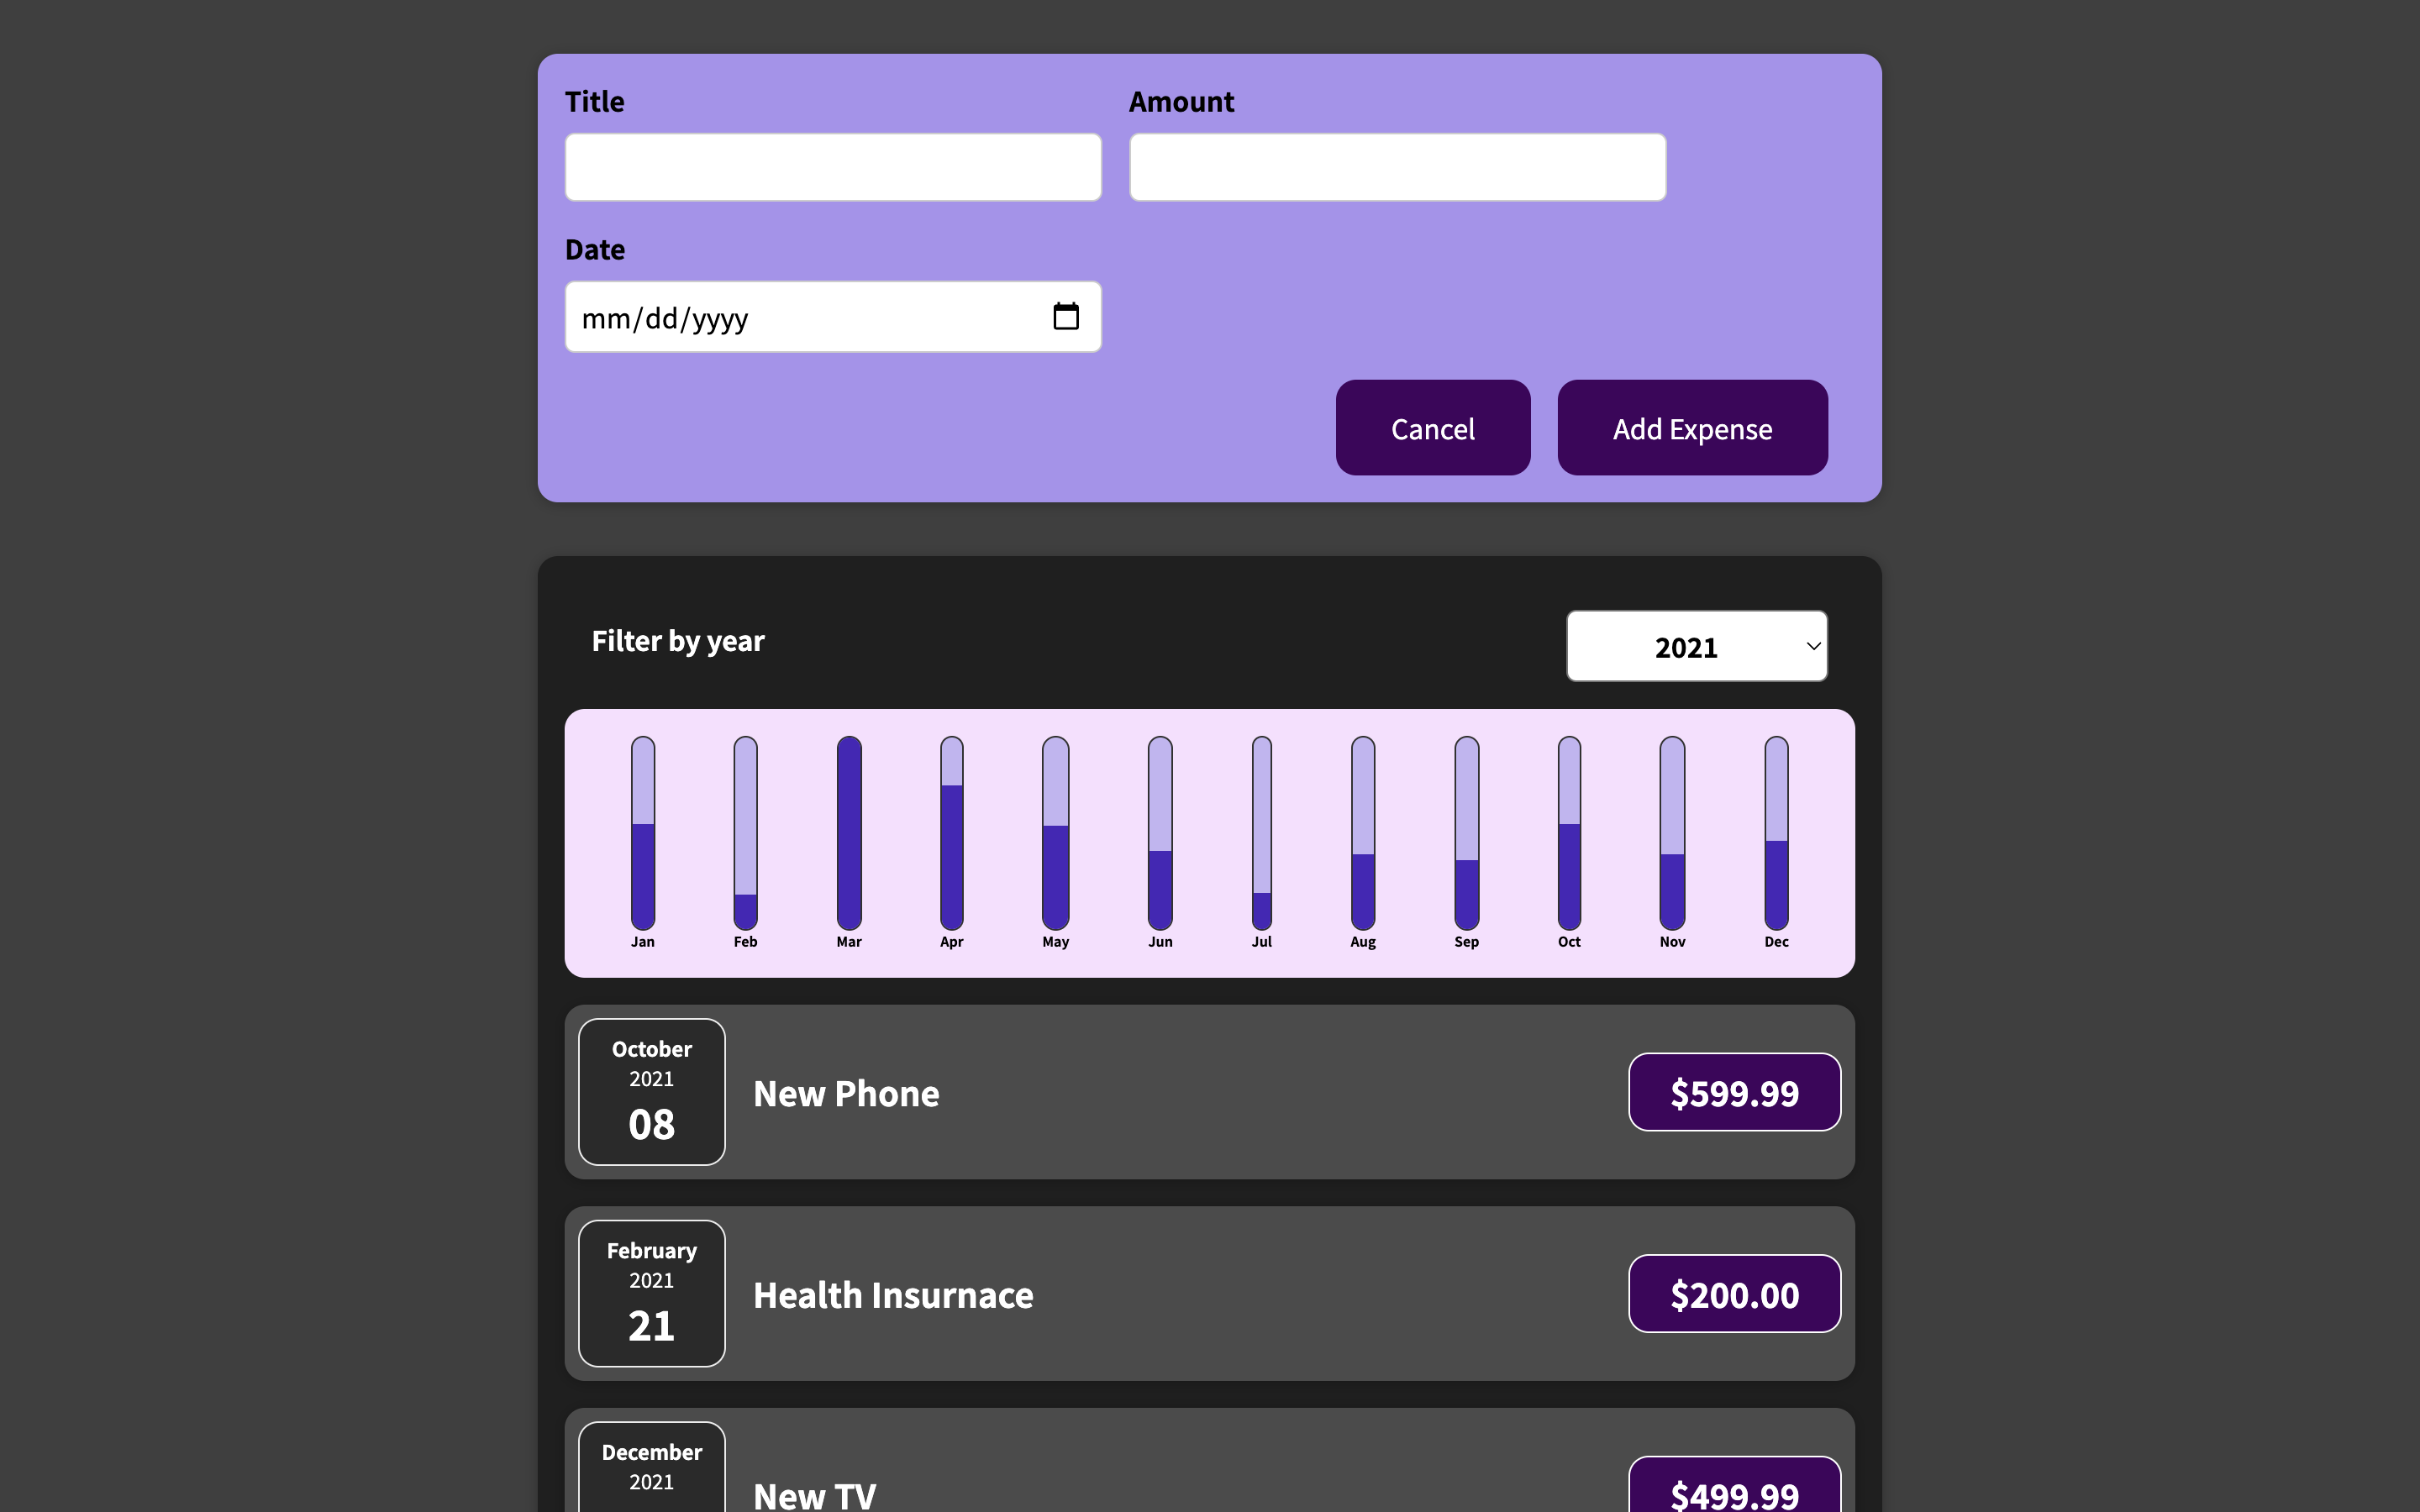 Title
Amount
Date
mm/dd/yyyy
Cancel
Add Expense
Filter by year
2021
Jan Feb Mar Apr May Jun Jul Aug Sep Oct Nov Dec
October
2021
08
New Phone
$599.99
February
2021
21
Health Insurnace
$200.00
December
2021
New TV
$499.99